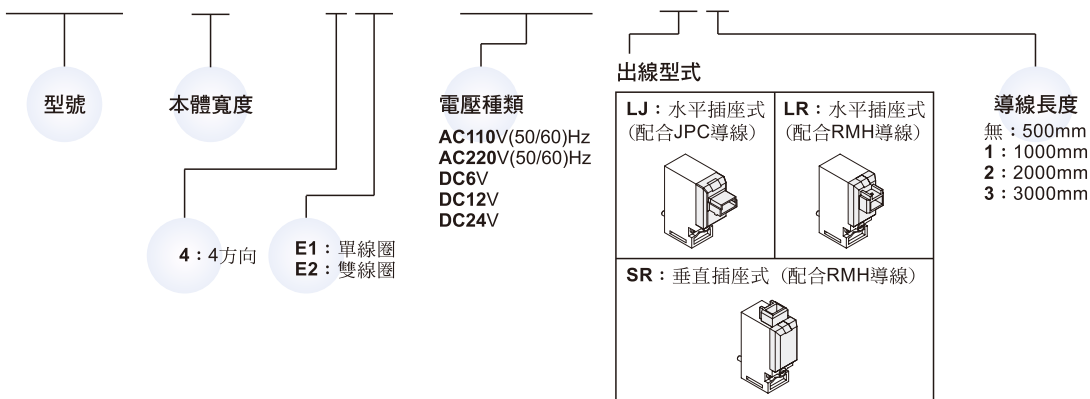 型號
本體寬度
4：4方向
E1：單線圈
E2：雙線圈
電壓種類
AC110V(50/60)Hz
AC220V(50/60)Hz
DC6V
DC12V
DC24V
出線型式
LJ：水平插座式
(配合JPC導線)
LR：水平插座式
(配合RMH導線)
SR：垂直插座式 (配合RMH導線)
導線長度
無：500mm
1：1000mm
2：2000mm
3：3000mm